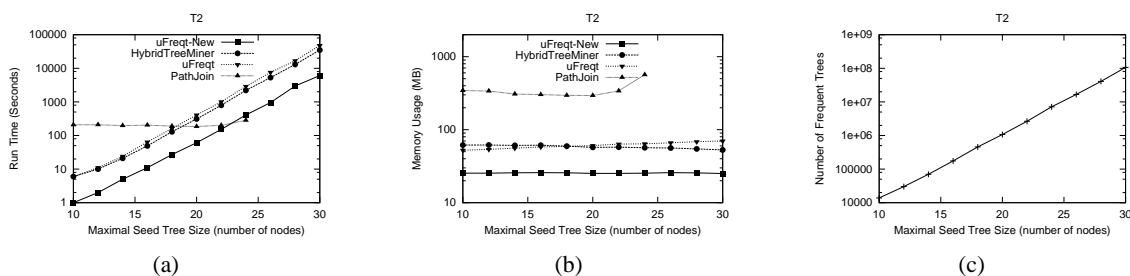 T2
Run Time (Seconds)
100000
10000
1000
100
10
1
uFreqt-New
HybridTreeMiner
uFreqt
PathJoin
10 15 20 25 30
Maximal Seed Tree Size (number of nodes)
(a)
T2
Memory Usage (MB)
1000
100
10
uFreqt-New
HybridTreeMiner
uFreqt
PathJoin
10 15 20 25 30
Maximal Seed Tree Size (number of nodes)
(b)
T2
Number of Frequent Trees
1e+09
1e+08
1e+07
1e+06
100000
10000
10 15 20 25 30
Maximal Seed Tree Size (number of nodes)
(c)